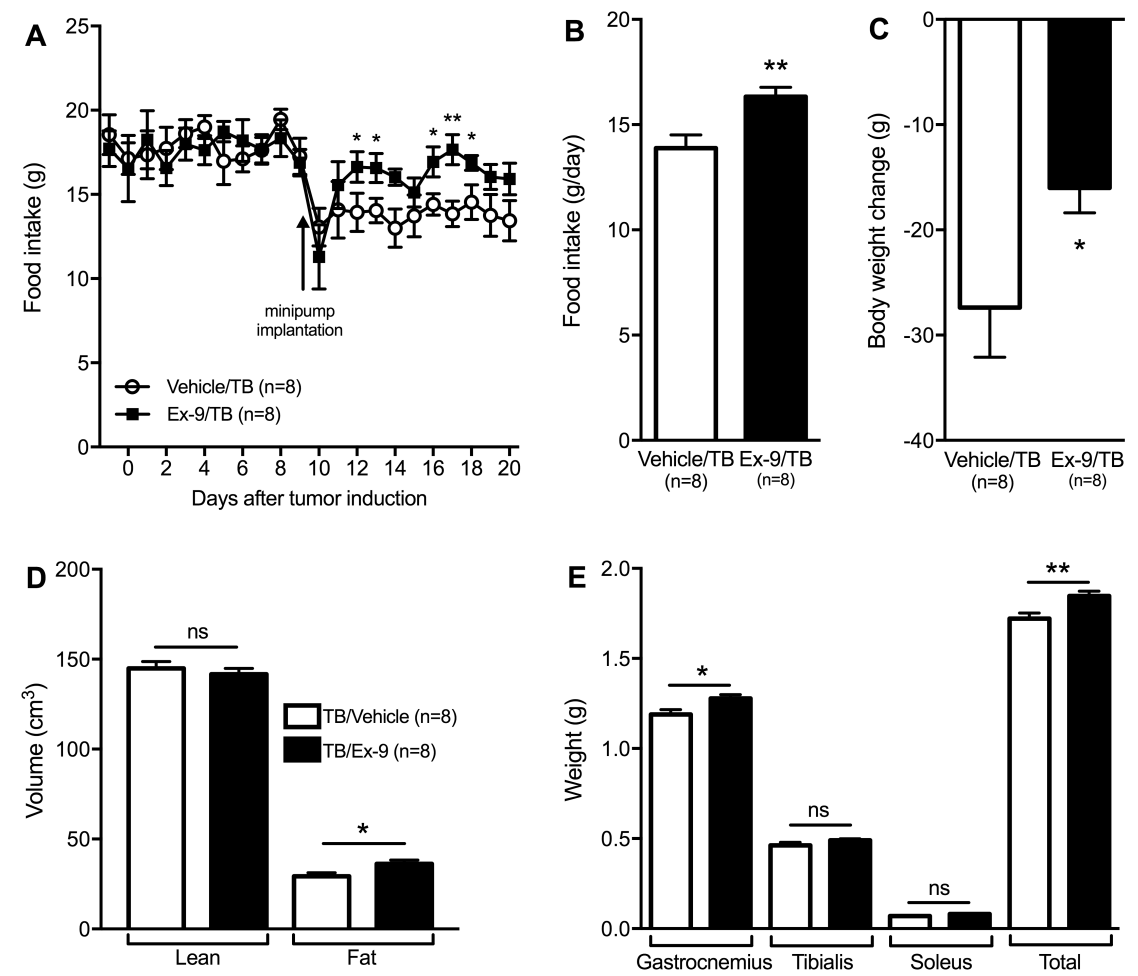 A
25
20
15
10
5
0
Food intake (g)
* * * ** *
minipump
implantation
Vehicle/TB (n=8)
Ex-9/TB (n=8)
0 2 4 6 8 10 12 14 16 18 20
Days after tumor induction
B
20
15
10
5
0
Food intake (g/day)
**
Vehicle/TB Ex-9/TB
(n=8) (n=8)
C
0
-10
-20
-30
-40
Body weight change (g)
*
Vehicle/TB Ex-9/TB
(n=8) (n=8)
D
200
150
100
50
0
Volume (cm³)
ns
TB/Vehicle (n=8)
TB/Ex-9 (n=8)
*
Lean Fat
E
2.0
1.5
1.0
0.5
0.0
Weight (g)
*
ns
ns
**
Gastrocnemius Tibialis Soleus Total